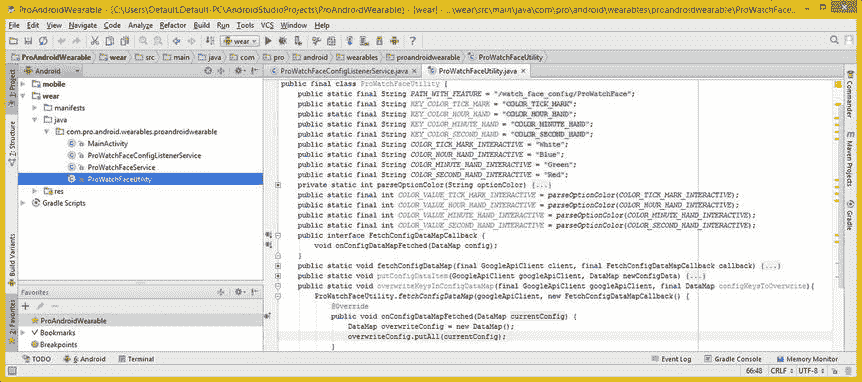 ProAndroidWearable - [C:\Users\Default.Default-PC\AndroidStudioProjects\ProAndroidWearable] - [wear] - ...\wear\src\main\java\com\pro\android\wearables\proandroidwearable\ProWatchFace...
File Edit View Navigate Code Analyze Refactor Build Run Tools VCS Window Help
wear
ProAndroidWearable wear src main java com pro android wearables proandroidwearable ProWatchFaceUtility
Android
ProWatchFaceConfigListenerService.java
ProWatchFaceUtility.java
1: Project
Z: Structure
Build Variants
2: Favorites
mobile
wear
manifests
java
com.pro.android.wearables.proandroidwearable
MainActivity
ProWatchFaceConfigListenerService
ProWatchFaceService
ProWatchFaceUtility
res
Gradle Scripts
Favorites
ProAndroidWearable
Bookmarks
Breakpoints
public final class ProWatchFaceUtility {
public static final String PATH_WITH_FEATURE = "/watch_face_config/ProWatchFace";
public static final String KEY_COLOR_TICK_MARK = "COLOR_TICK_MARK";
public static final String KEY_COLOR_HOUR_HAND = "COLOR_HOUR_HAND";
public static final String KEY_COLOR_MINUTE_HAND = "COLOR_MINUTE_HAND";
public static final String KEY_COLOR_SECOND_HAND = "COLOR_SECOND_HAND";
public static final String COLOR_TICK_MARK_INTERACTIVE = "White";
public static final String COLOR_HOUR_HAND_INTERACTIVE = "Blue";
public static final String COLOR_MINUTE_HAND_INTERACTIVE = "Green";
public static final String COLOR_SECOND_HAND_INTERACTIVE = "Red";
private static int parseOptionColor(String optionColor) {...}
public static final int COLOR_VALUE_TICK_MARK_INTERACTIVE = parseOptionColor(COLOR_TICK_MARK_INTERACTIVE);
public static final int COLOR_VALUE_HOUR_HAND_INTERACTIVE = parseOptionColor(COLOR_HOUR_HAND_INTERACTIVE);
public static final int COLOR_VALUE_MINUTE_HAND_INTERACTIVE = parseOptionColor(COLOR_MINUTE_HAND_INTERACTIVE);
public static final int COLOR_VALUE_SECOND_HAND_INTERACTIVE = parseOptionColor(COLOR_SECOND_HAND_INTERACTIVE);
public interface FetchConfigDataMapCallback {
void onConfigDataMapFetched(DataMap config);
}
public static void fetchConfigDataMap(final GoogleApiClient client, final FetchConfigDataMapCallback callback) {...}
public static void putConfigDataItem(GoogleApiClient googleApiClient, DataMap newConfigData) {...}
public static void overwriteKeysInConfigDataMap(final GoogleApiClient googleApiClient, final DataMap configKeysToOverwrite){
ProWatchFaceUtility.fetchConfigDataMap(googleApiClient, new FetchConfigDataMapCallback() {
@Override
public void onConfigDataMapFetched(DataMap currentConfig) {
DataMap overwriteConfig = new DataMap();
overwriteConfig.putAll(currentConfig);
}
Commander
Maven Projects
Gradle
TODO
6: Android
Terminal
Event Log
Gradle Console
Memory Monitor
66:48 CRLF UTF-8